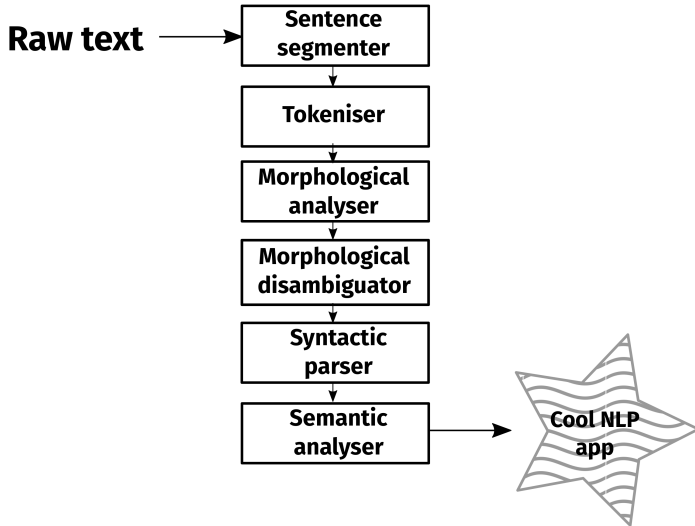 Raw text
Sentence
segmenter
Tokeniser
Morphological
analyser
Morphological
disambiguator
Syntactic
parser
Semantic
analyser
Cool NLP
app